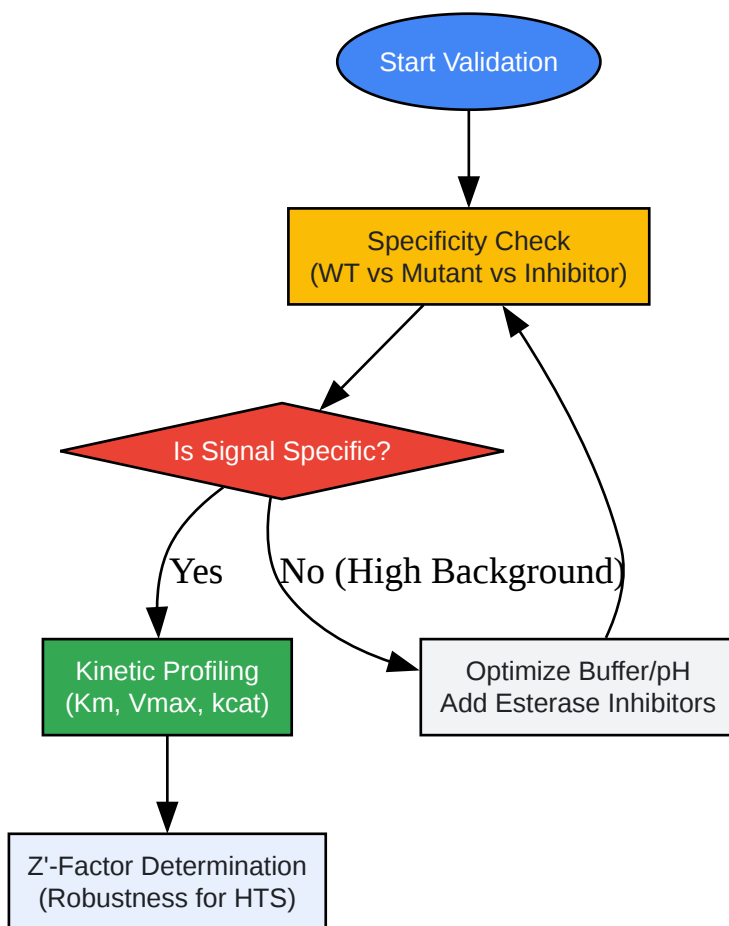 Start Validation
Specificity Check
(WT vs Mutant vs Inhibitor)
Is Signal Specific?
Yes
No (High Background)
Kinetic Profiling
(Km, Vmax, kcat)
Optimize Buffer/pH
Add Esterase Inhibitors
Z'-Factor Determination
(Robustness for HTS)